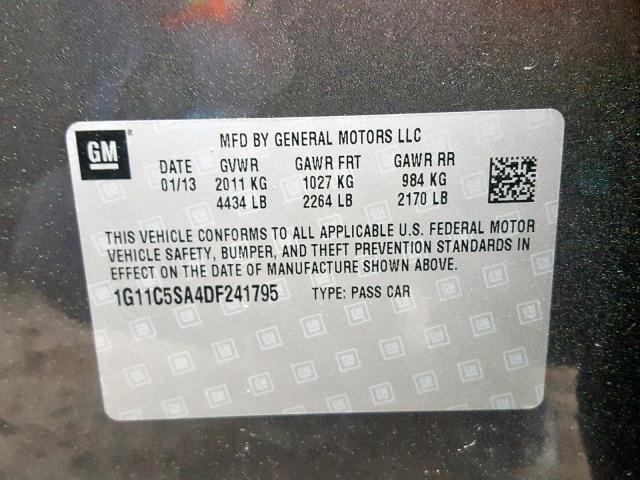 GM
MFD BY GENERAL MOTORS LLC
DATE GVWR GAWR FRT GAWR RR
01/13 2011 KG 1027 KG 984 KG
4434 LB 2264 LB 2170 LB
THIS VEHICLE CONFORMS TO ALL APPLICABLE U.S. FEDERAL MOTOR
VEHICLE SAFETY, BUMPER, AND THEFT PREVENTION STANDARDS IN
EFFECT ON THE DATE OF MANUFACTURE SHOWN ABOVE.
1G11C5SA4DF241795 TYPE: PASS CAR